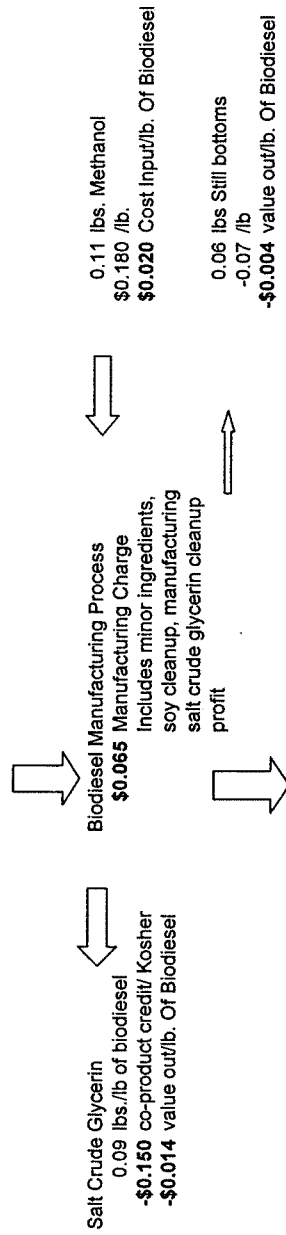 Salt Crude Glycerin
0.09 lbs./lb of biodiesel
-$0.150 co-product credit/ Kosher
-$0.014 value out/lb. Of Biodiesel
Biodiesel Manufacturing Process
$0.065 Manufacturing Charge
Includes minor ingredients,
soy cleanup, manufacturing
salt crude glycerin cleanup
profit
0.11 lbs. Methanol
$0.180 /lb.
$0.020 Cost Input/lb. Of Biodiesel
0.06 lbs Still bottoms
-0.07 /lb
-$0.004 value out/lb. Of Biodiesel